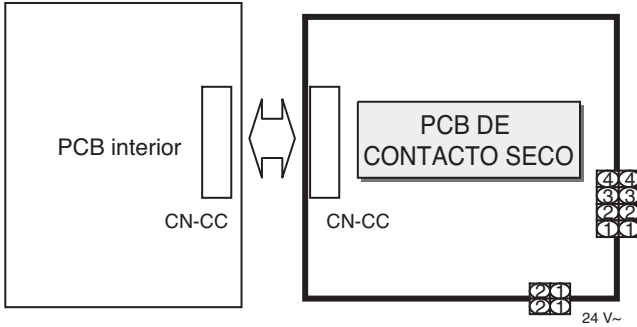 PCB interior
CN-CC
PCB DE
CONTACTO SECO
CN-CC
4 4
3 3
2 2
1 1
2 1
2 1
24 V~